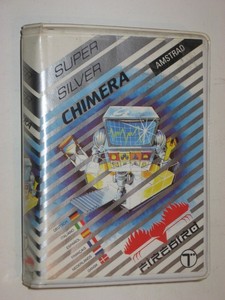 SUPER
SILVER
CHIMERA
AMSTRAD
FIREBIRD
T